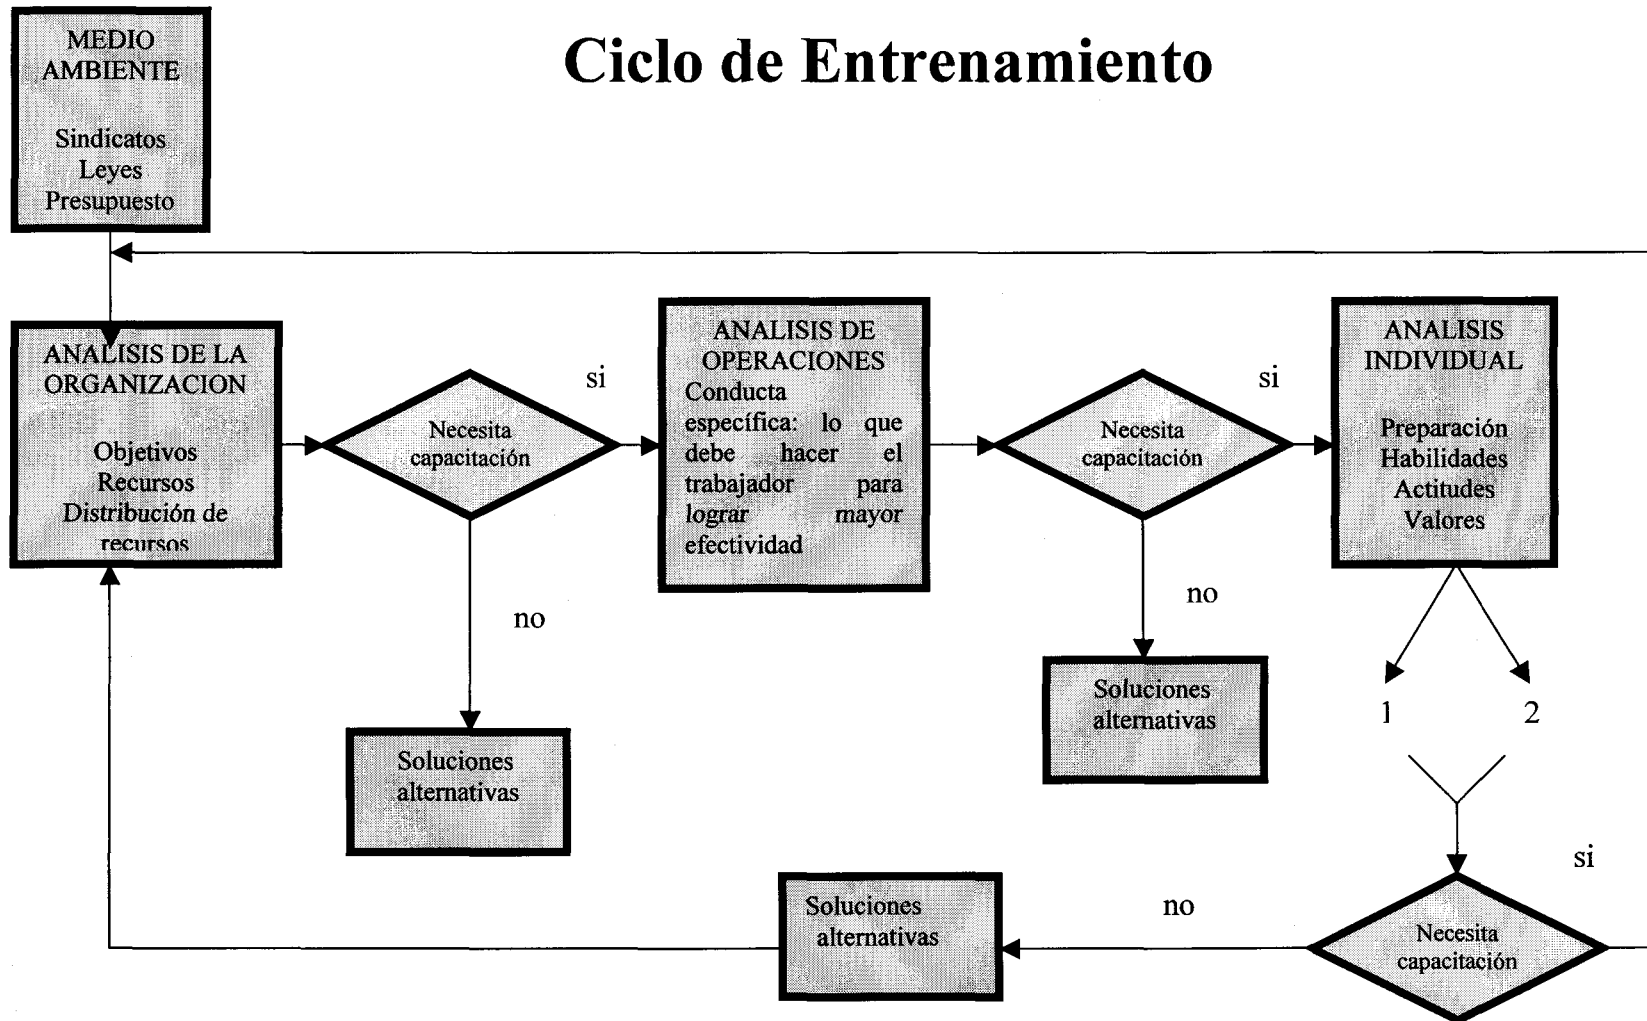 Ciclo de Entrenamiento
MEDIO
AMBIENTE
Sindicatos
Leyes
Presupuesto
ANALISIS DE LA
ORGANIZACION
Objetivos
Recursos
Distribución de
recursos
Necesita
capacitación
si
no
Soluciones
alternativas
ANALISIS DE
OPERACIONES
Conducta
específica: lo que
debe hacer el
trabajador para
lograr mayor
efectividad
Necesita
capacitación
si
no
Soluciones
alternativas
ANALISIS
INDIVIDUAL
Preparación
Habilidades
Actitudes
Valores
1 2
Necesita
capacitación
si
no
Soluciones
alternativas